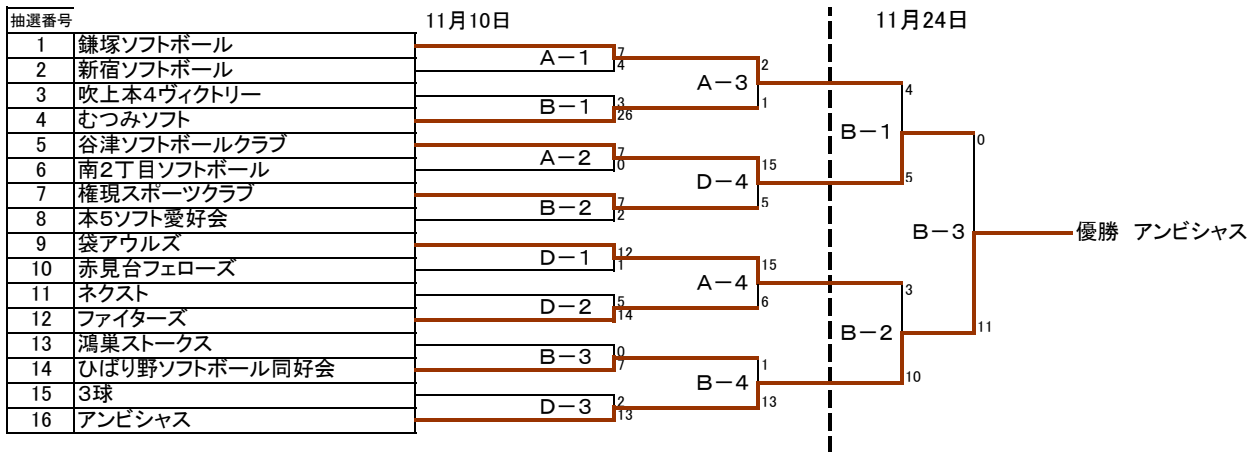 抽選番号 11月10日 11月24日
1 鎌塚ソフトボール
2 新宿ソフトボール
3 吹上本4ヴィクトリー
4 むつみソフト
5 谷津ソフトボールクラブ
6 南2丁目ソフトボール
7 権現スポーツクラブ
8 本5ソフト愛好会
9 袋アウルズ
10 赤見台フェローズ
11 ネクスト
12 ファイターズ
13 鴻巣ストークス
14 ひばり野ソフトボール同好会
15 3球
16 アンビシャス
A-1 7 4
B-1 3 26
A-2 7 0
B-2 7 2
D-1 12 1
D-2 5 14
B-3 0 7
D-3 2 13
A-3 2 1
D-4 15 5
A-4 15 6
B-4 1 13
B-1 4 5
B-2 3 10
B-3 0 11
優勝 アンビシャス